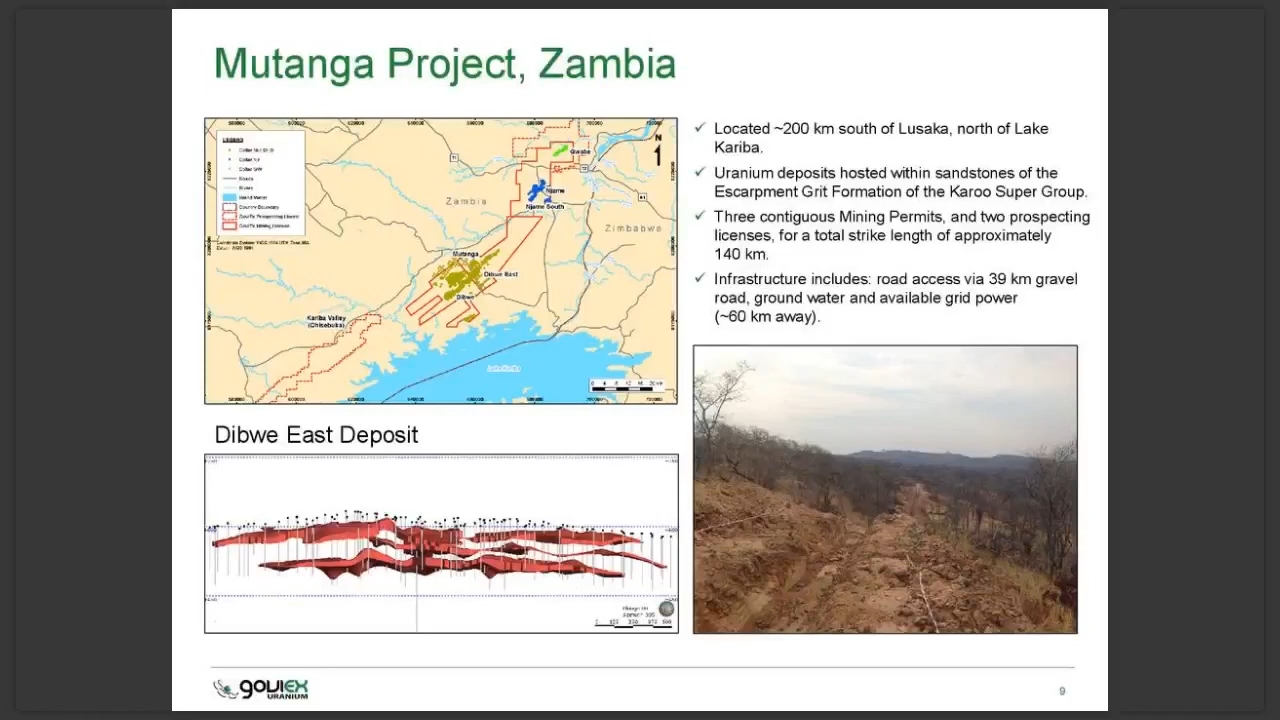 Mutanga Project, Zambia
Gwabe
Njame
Njame South
Zambia
Zimbabwe
Mutanga
Dibwe East
Dibwe
Kariba Valley
(Chisebuka)
Lake Kariba
N
Located ~200 km south of Lusaka, north of Lake
Kariba.
Uranium deposits hosted within sandstones of the
Escarpment Grit Formation of the Karoo Super Group.
Three contiguous Mining Permits, and two prospecting
licenses, for a total strike length of approximately
140 km.
Infrastructure includes: road access via 39 km gravel
road, ground water and available grid power
(~60 km away).
Dibwe East Deposit
goviEX
URANIUM
9